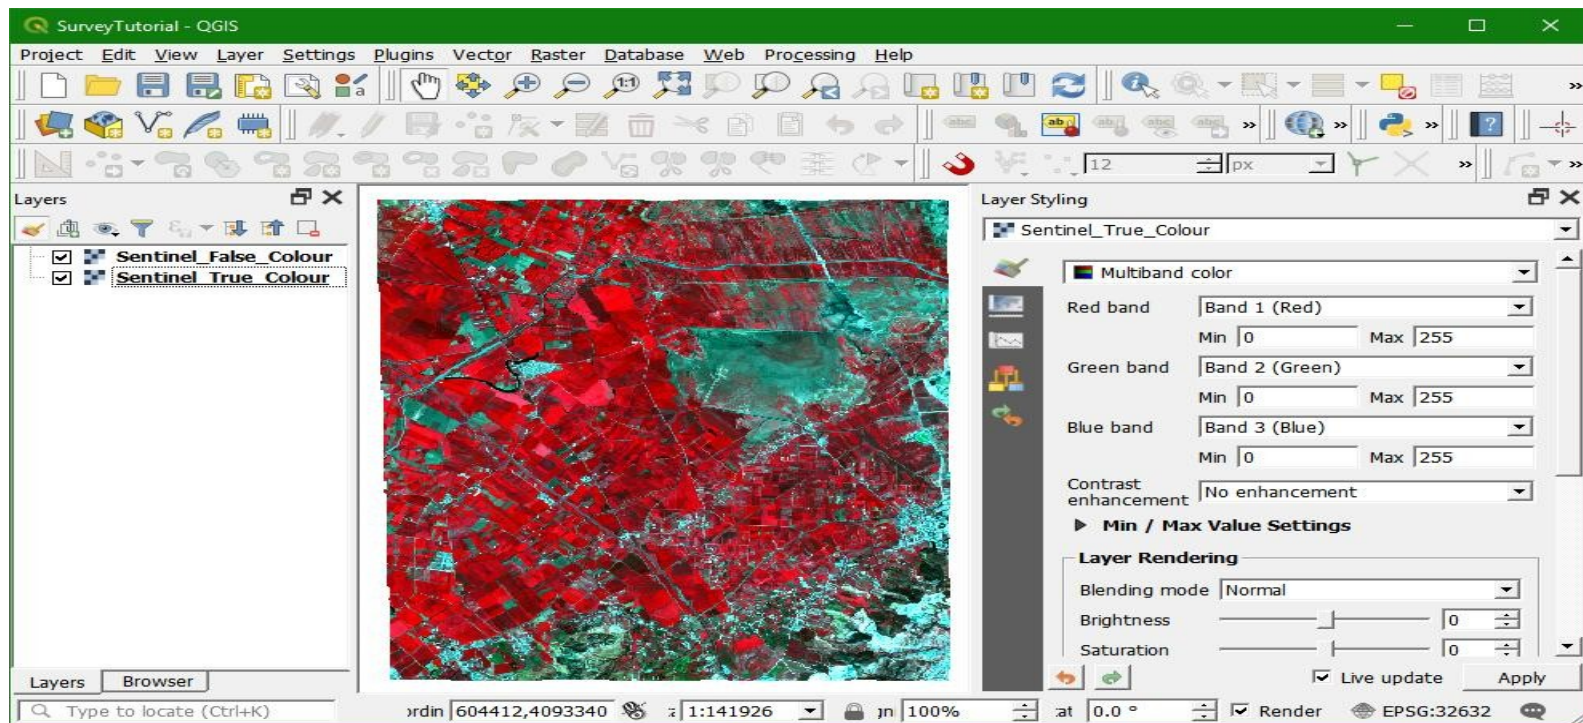 SurveyTutorial - QGIS
Project Edit View Layer Settings Plugins Vector Raster Database Web Processing Help
12 px
Layers
Sentinel_False_Colour
Sentinel_True_Colour
Layers Browser
Layer Styling
Sentinel_True_Colour
Multiband color
Red band Band 1 (Red)
Min 0 Max 255
Green band Band 2 (Green)
Min 0 Max 255
Blue band Band 3 (Blue)
Min 0 Max 255
Contrast
enhancement No enhancement
Min / Max Value Settings
Layer Rendering
Blending mode Normal
Brightness 0
Saturation 0
Live update Apply
Type to locate (Ctrl+K) ordin 604412,4093340 1:141926 100% at 0.0 ° Render EPSG:32632